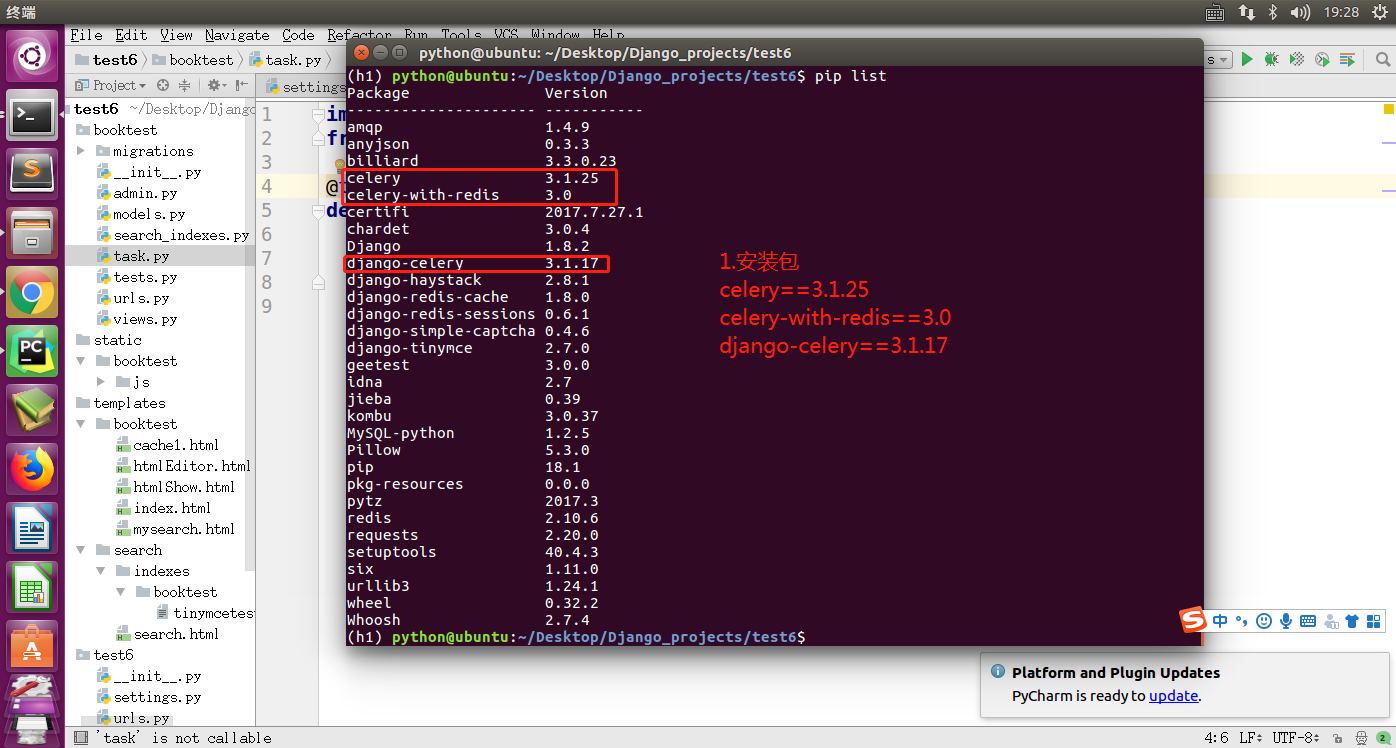 终端
19:28
File Edit View Navigate Code Refactor Run Tools VCS Window Help
test6 booktest task.py
python@ubuntu: ~/Desktop/Django_projects/test6
Project
settings
test6 ~/Desktop/Django
booktest
migrations
__init__.py
admin.py
models.py
search_indexes.py
task.py
tests.py
urls.py
views.py
static
booktest
js
templates
booktest
cache1.html
htmlEditor.html
htmlShow.html
index.html
mysearch.html
search
indexes
booktest
tinymcetes
search.html
test6
__init__.py
settings.py
urls.py
1 im
2 fr
3
4 @
5 de
6
7
8
9
(h1) python@ubuntu:~/Desktop/Django_projects/test6$ pip list
Package Version
--------------------- -----------
amqp 1.4.9
anyjson 0.3.3
billiard 3.3.0.23
celery 3.1.25
celery-with-redis 3.0
certifi 2017.7.27.1
chardet 3.0.4
Django 1.8.2
django-celery 3.1.17
django-haystack 2.8.1
django-redis-cache 1.8.0
django-redis-sessions 0.6.1
django-simple-captcha 0.4.6
django-tinymce 2.7.0
geetest 3.0.0
idna 2.7
jieba 0.39
kombu 3.0.37
MySQL-python 1.2.5
Pillow 5.3.0
pip 18.1
pkg-resources 0.0.0
pytz 2017.3
redis 2.10.6
requests 2.20.0
setuptools 40.4.3
six 1.11.0
urllib3 1.24.1
wheel 0.32.2
Whoosh 2.7.4
(h1) python@ubuntu:~/Desktop/Django_projects/test6$
1.安装包
celery==3.1.25
celery-with-redis==3.0
django-celery==3.1.17
中
Platform and Plugin Updates
PyCharm is ready to update.
'task' is not callable
4:6 LF UTF-8 2